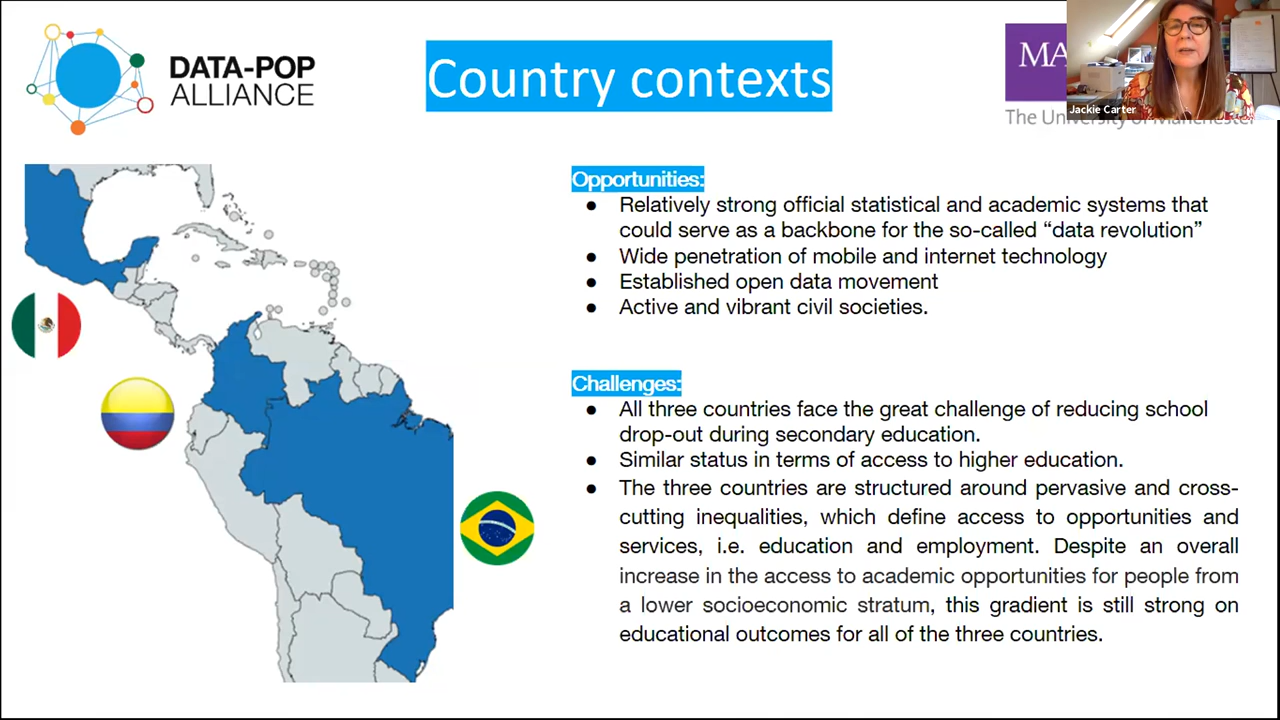 DATA-POP
ALLIANCE
Country contexts
MA
Jackie Carter
The University of Manchester
Opportunities:
● Relatively strong official statistical and academic systems that
could serve as a backbone for the so-called “data revolution”
● Wide penetration of mobile and internet technology
● Established open data movement
● Active and vibrant civil societies.
Challenges:
● All three countries face the great challenge of reducing school
drop-out during secondary education.
● Similar status in terms of access to higher education.
● The three countries are structured around pervasive and cross-
cutting inequalities, which define access to opportunities and
services, i.e. education and employment. Despite an overall
increase in the access to academic opportunities for people from
a lower socioeconomic stratum, this gradient is still strong on
educational outcomes for all of the three countries.